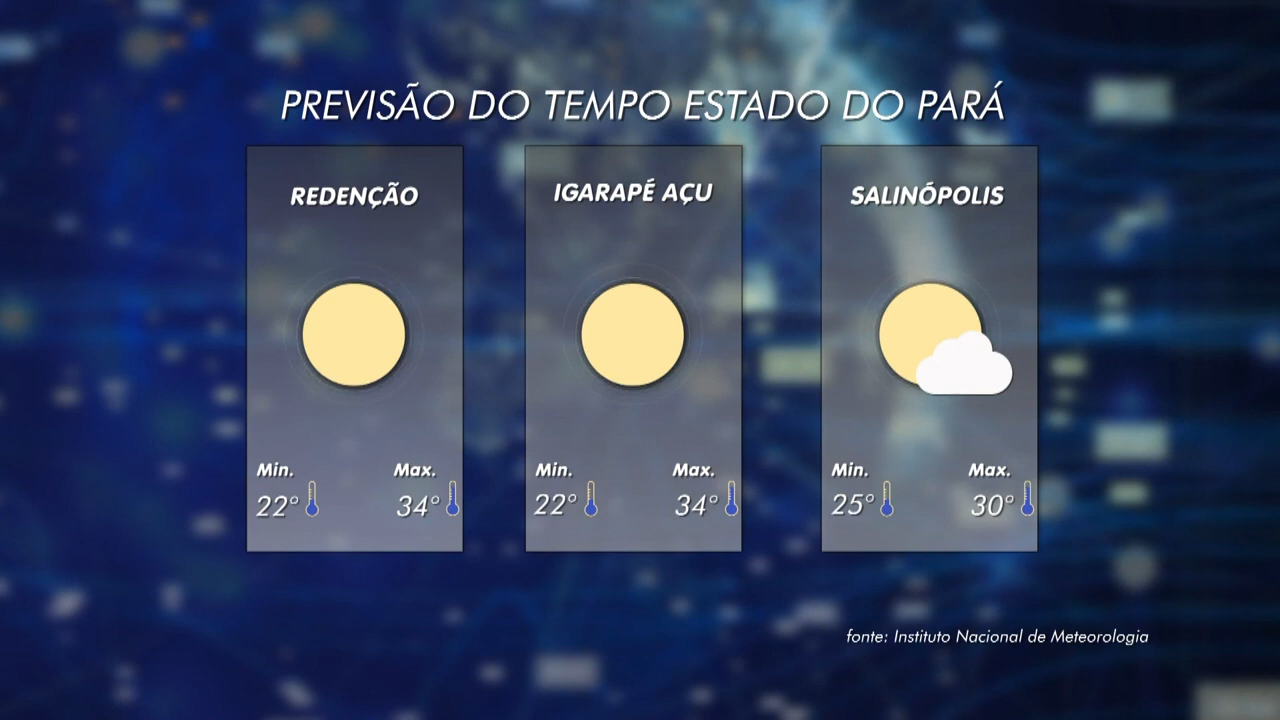 PREVISÃO DO TEMPO ESTADO DO PARÁ
REDENÇÃO
Min. Max.
22° 34°
IGARAPÉ AÇU
Min. Max.
22° 34°
SALINÓPOLIS
Min. Max.
25° 30°
fonte: Instituto Nacional de Meteorologia